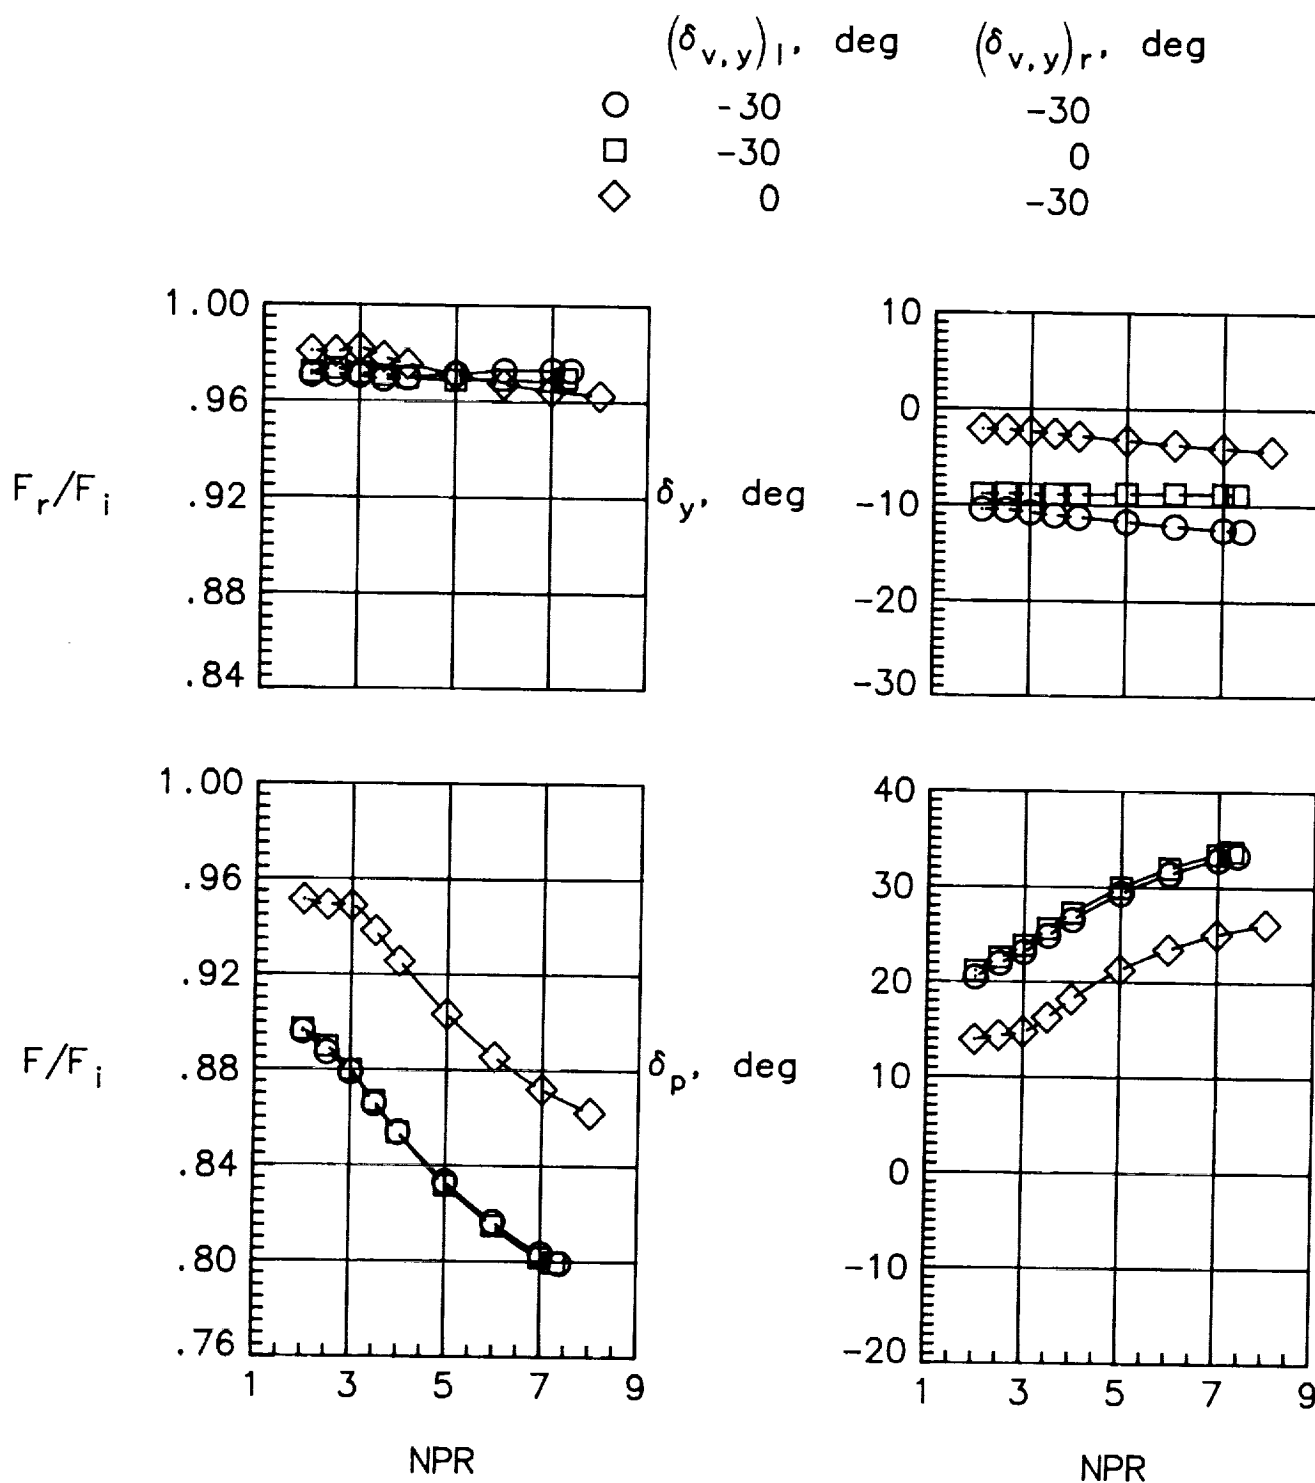 (δv,y)l, deg (δv,y)r, deg
○ -30 -30
□ -30 0
◇ 0 -30
1.00
.96
.92
.88
.84
Fr/Fi
10
0
-10
-20
-30
δy, deg
1.00
.96
.92
.88
.84
.80
.76
F/Fi
1 3 5 7 9
NPR
40
30
20
10
0
-10
-20
δp, deg
1 3 5 7 9
NPR